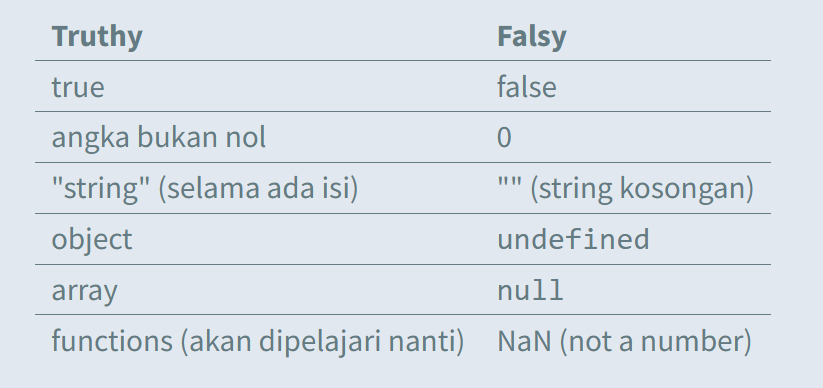 Truthy Falsy
true false
angka bukan nol 0
"string" (selama ada isi) "" (string kosongan)
object undefined
array null
functions (akan dipelajari nanti) NaN (not a number)